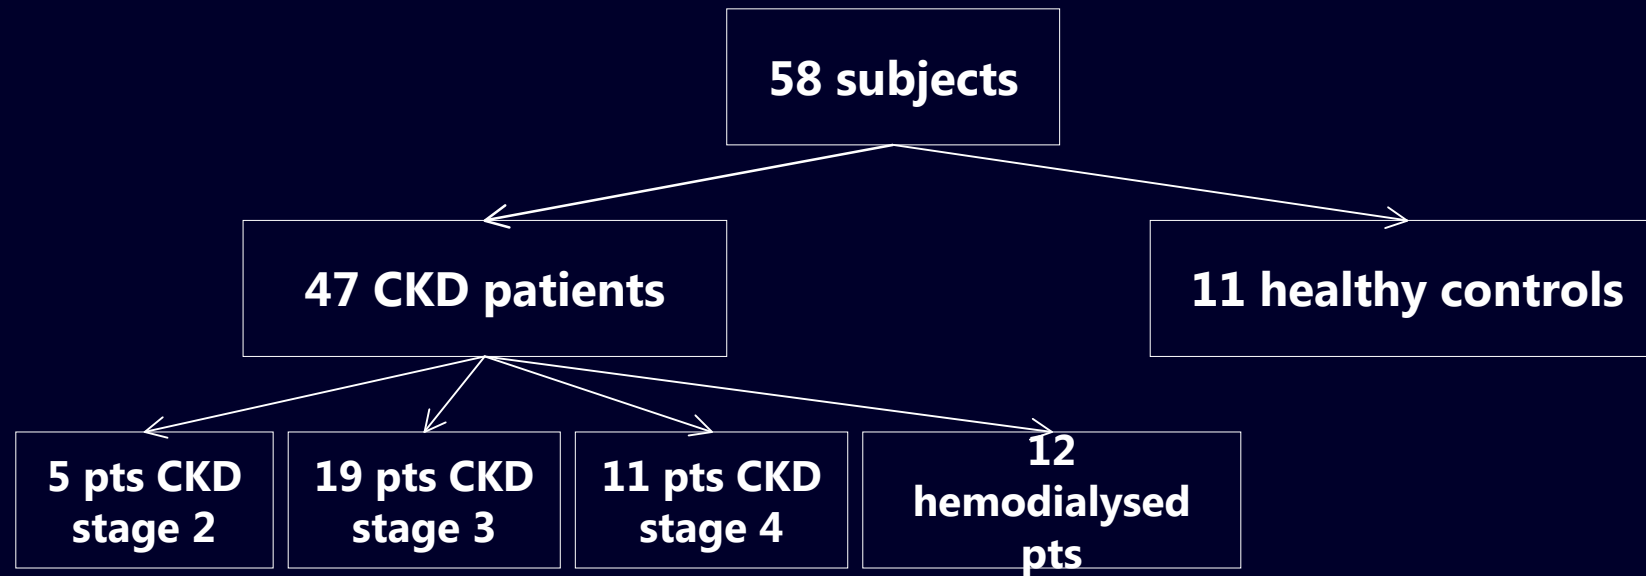 58 subjects
47 CKD patients
11 healthy controls
5 pts CKD
stage 2
19 pts CKD
stage 3
11 pts CKD
stage 4
12
hemodialysed
pts